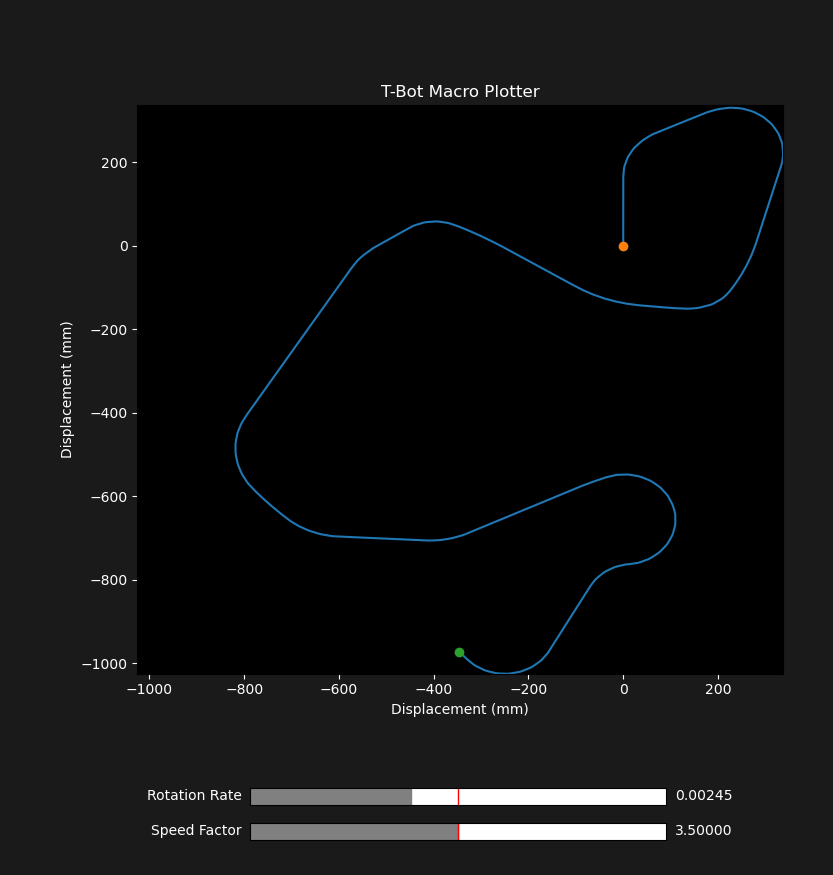 T-Bot Macro Plotter
200
0
−200
−400
−600
−800
−1000
Displacement (mm)
−1000 −800 −600 −400 −200 0 200
Displacement (mm)
Rotation Rate 0.00245
Speed Factor 3.50000